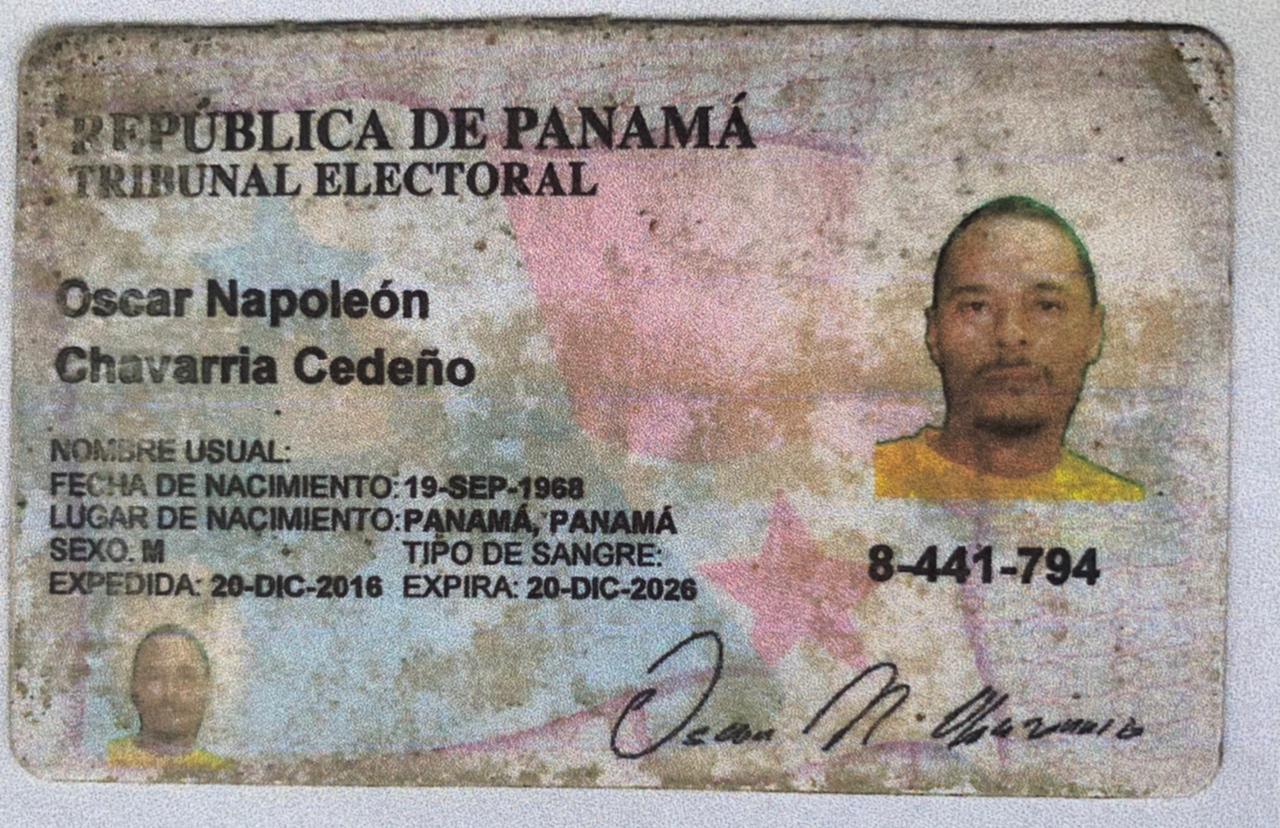 REPÚBLICA DE PANAMÁ
TRIBUNAL ELECTORAL
Oscar Napoleón
Chavarria Cedeño
NOMBRE USUAL:
FECHA DE NACIMIENTO: 19-SEP-1968
LUGAR DE NACIMIENTO: PANAMÁ, PANAMÁ
SEXO. M TIPO DE SANGRE:
EXPEDIDA: 20-DIC-2016 EXPIRA: 20-DIC-2026
8-441-794
Oscar N. Chavarria